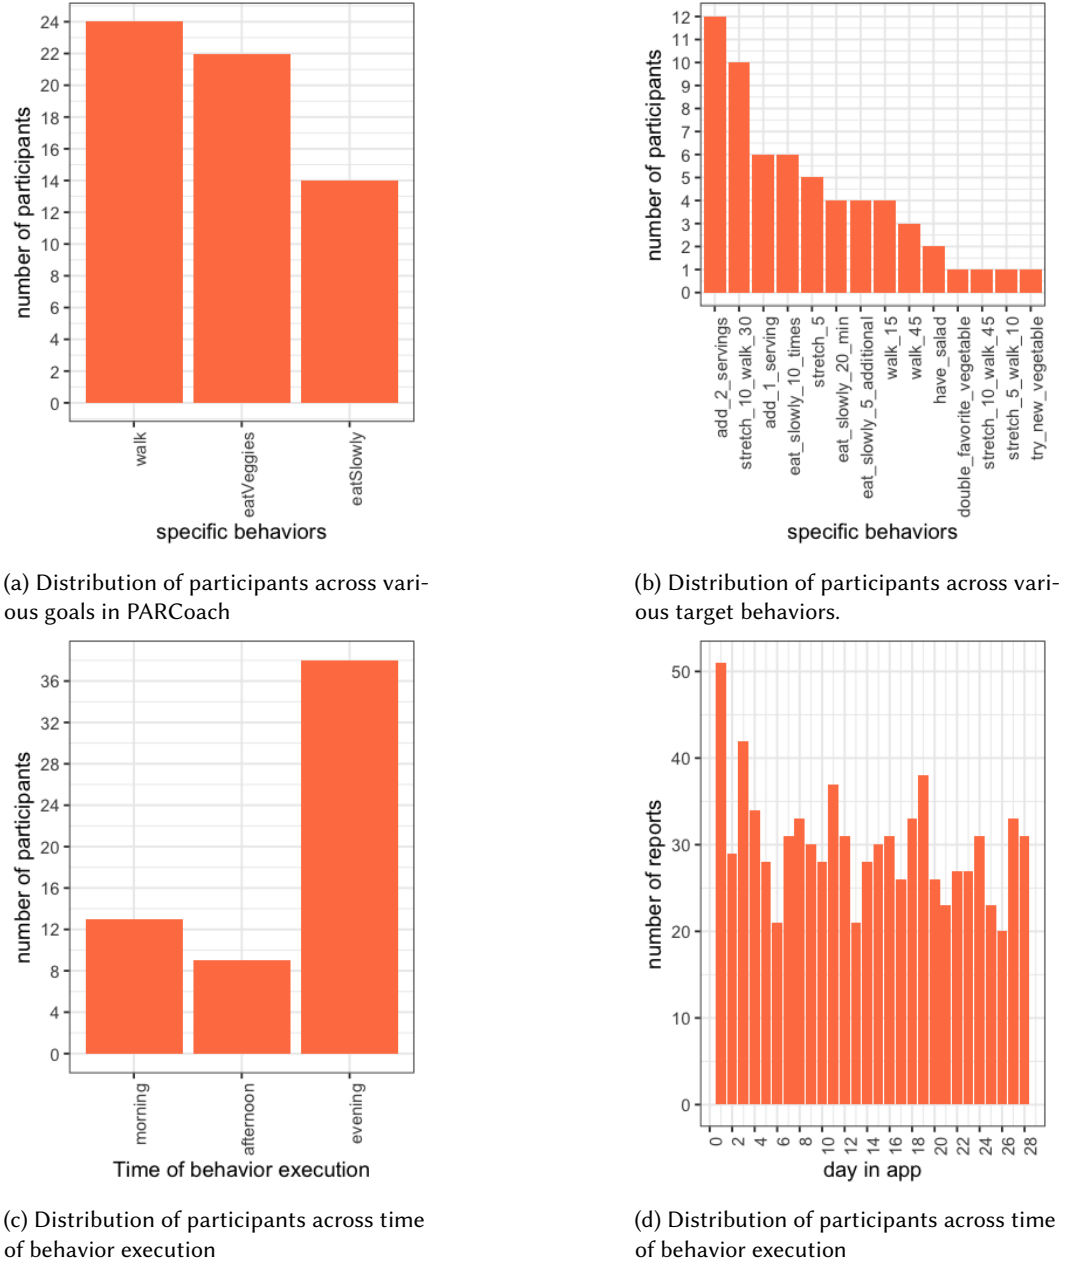 24
22
20
18
16
14
12
10
8
6
4
2
0
number of participants
walk
eatVeggies
eatSlowly
specific behaviors
(a) Distribution of participants across vari-
ous goals in PARCoach
12
11
10
9
8
7
6
5
4
3
2
1
0
number of participants
add_2_servings
stretch_10_walk_30
add_1_serving
eat_slowly_10_times
stretch_5
eat_slowly_20_min
eat_slowly_5_additional
walk_15
walk_45
have_salad
double_favorite_vegetable
stretch_10_walk_45
stretch_5_walk_10
try_new_vegetable
specific behaviors
(b) Distribution of participants across vari-
ous target behaviors.
36
32
28
24
20
16
12
8
4
0
number of participants
morning
afternoon
evening
Time of behavior execution
(c) Distribution of participants across time
of behavior execution
50
40
30
20
10
0
number of reports
0
2
4
6
8
10
12
14
16
18
20
22
24
26
28
day in app
(d) Distribution of participants across time
of behavior execution